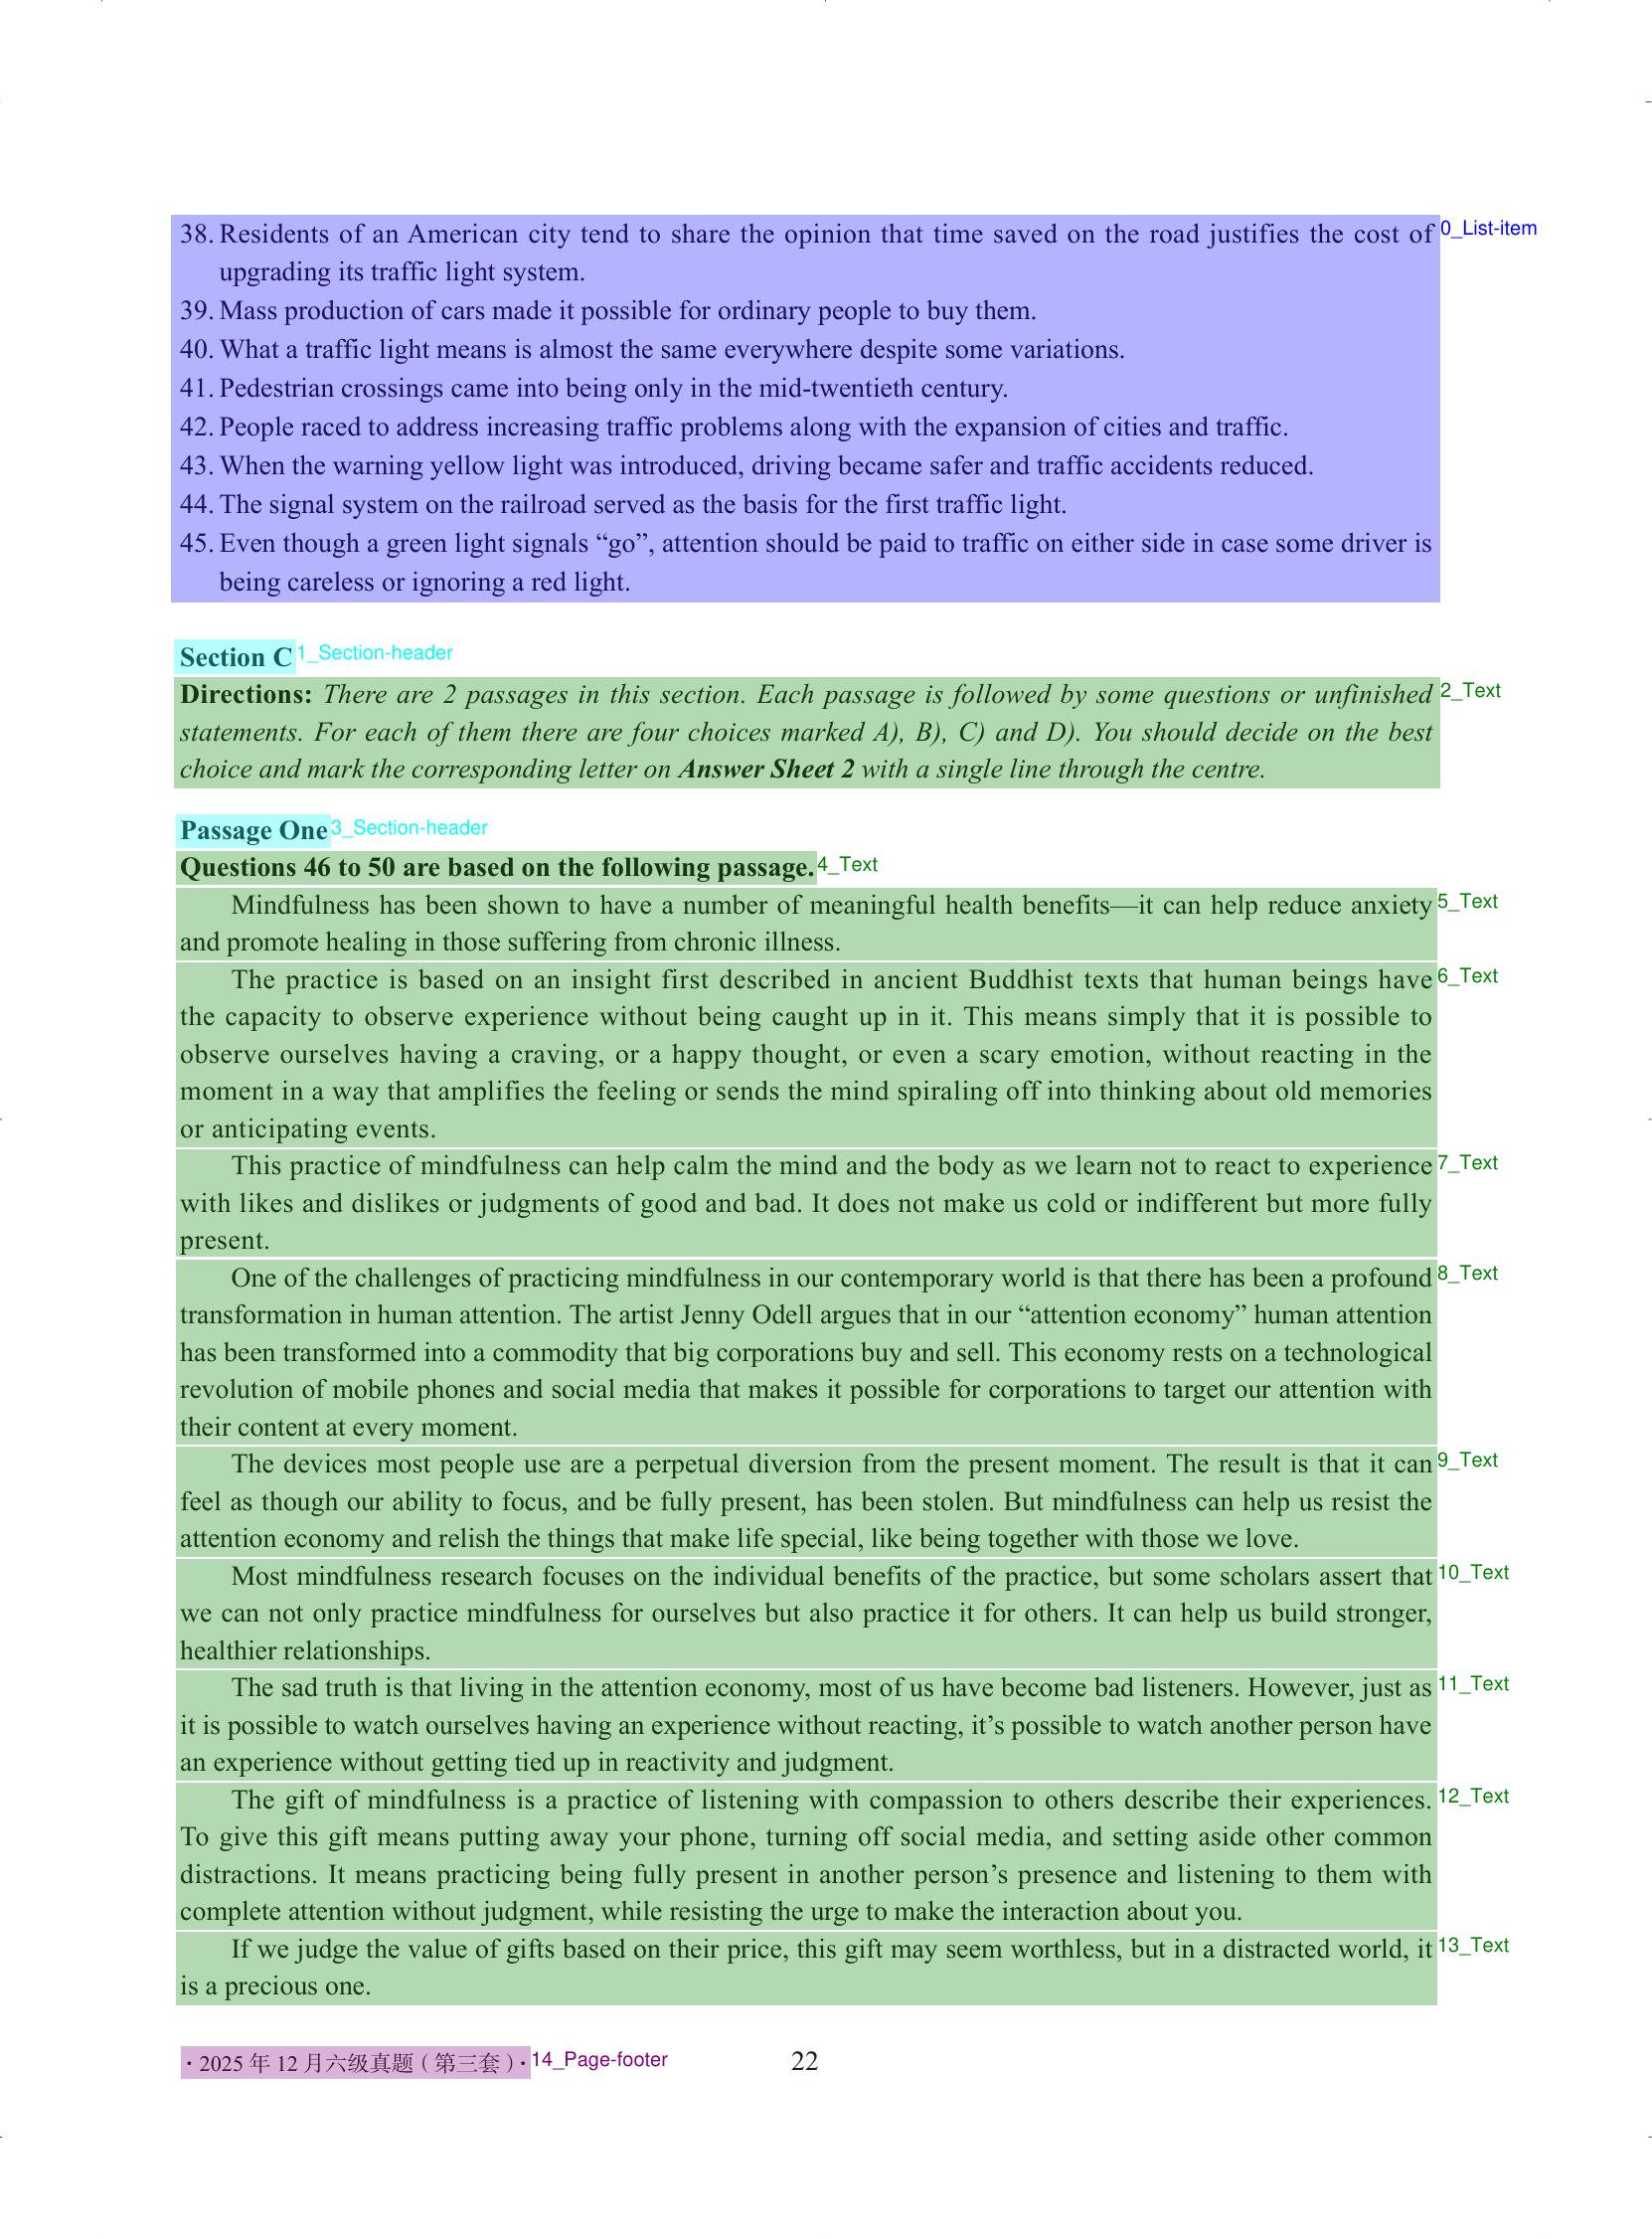 38. Residents of an American city tend to share the opinion that time saved on the road justifies the cost of 0_List-item
upgrading its traffic light system.
39. Mass production of cars made it possible for ordinary people to buy them.
40. What a traffic light means is almost the same everywhere despite some variations.
41. Pedestrian crossings came into being only in the mid-twentieth century.
42. People raced to address increasing traffic problems along with the expansion of cities and traffic.
43. When the warning yellow light was introduced, driving became safer and traffic accidents reduced.
44. The signal system on the railroad served as the basis for the first traffic light.
45. Even though a green light signals “go”, attention should be paid to traffic on either side in case some driver is
being careless or ignoring a red light.
Section C 1_Section-header
Directions: There are 2 passages in this section. Each passage is followed by some questions or unfinished 2_Text
statements. For each of them there are four choices marked A), B), C) and D). You should decide on the best
choice and mark the corresponding letter on Answer Sheet 2 with a single line through the centre.
Passage One 3_Section-header
Questions 46 to 50 are based on the following passage. 4_Text
Mindfulness has been shown to have a number of meaningful health benefits—it can help reduce anxiety 5_Text
and promote healing in those suffering from chronic illness.
The practice is based on an insight first described in ancient Buddhist texts that human beings have 6_Text
the capacity to observe experience without being caught up in it. This means simply that it is possible to
observe ourselves having a craving, or a happy thought, or even a scary emotion, without reacting in the
moment in a way that amplifies the feeling or sends the mind spiraling off into thinking about old memories
or anticipating events.
This practice of mindfulness can help calm the mind and the body as we learn not to react to experience 7_Text
with likes and dislikes or judgments of good and bad. It does not make us cold or indifferent but more fully
present.
One of the challenges of practicing mindfulness in our contemporary world is that there has been a profound 8_Text
transformation in human attention. The artist Jenny Odell argues that in our “attention economy” human attention
has been transformed into a commodity that big corporations buy and sell. This economy rests on a technological
revolution of mobile phones and social media that makes it possible for corporations to target our attention with
their content at every moment.
The devices most people use are a perpetual diversion from the present moment. The result is that it can 9_Text
feel as though our ability to focus, and be fully present, has been stolen. But mindfulness can help us resist the
attention economy and relish the things that make life special, like being together with those we love.
Most mindfulness research focuses on the individual benefits of the practice, but some scholars assert that 10_Text
we can not only practice mindfulness for ourselves but also practice it for others. It can help us build stronger,
healthier relationships.
The sad truth is that living in the attention economy, most of us have become bad listeners. However, just as 11_Text
it is possible to watch ourselves having an experience without reacting, it’s possible to watch another person have
an experience without getting tied up in reactivity and judgment.
The gift of mindfulness is a practice of listening with compassion to others describe their experiences. 12_Text
To give this gift means putting away your phone, turning off social media, and setting aside other common
distractions. It means practicing being fully present in another person’s presence and listening to them with
complete attention without judgment, while resisting the urge to make the interaction about you.
If we judge the value of gifts based on their price, this gift may seem worthless, but in a distracted world, it 13_Text
is a precious one.
· 2025 年 12 月六级真题（第三套）· 14_Page-footer 22